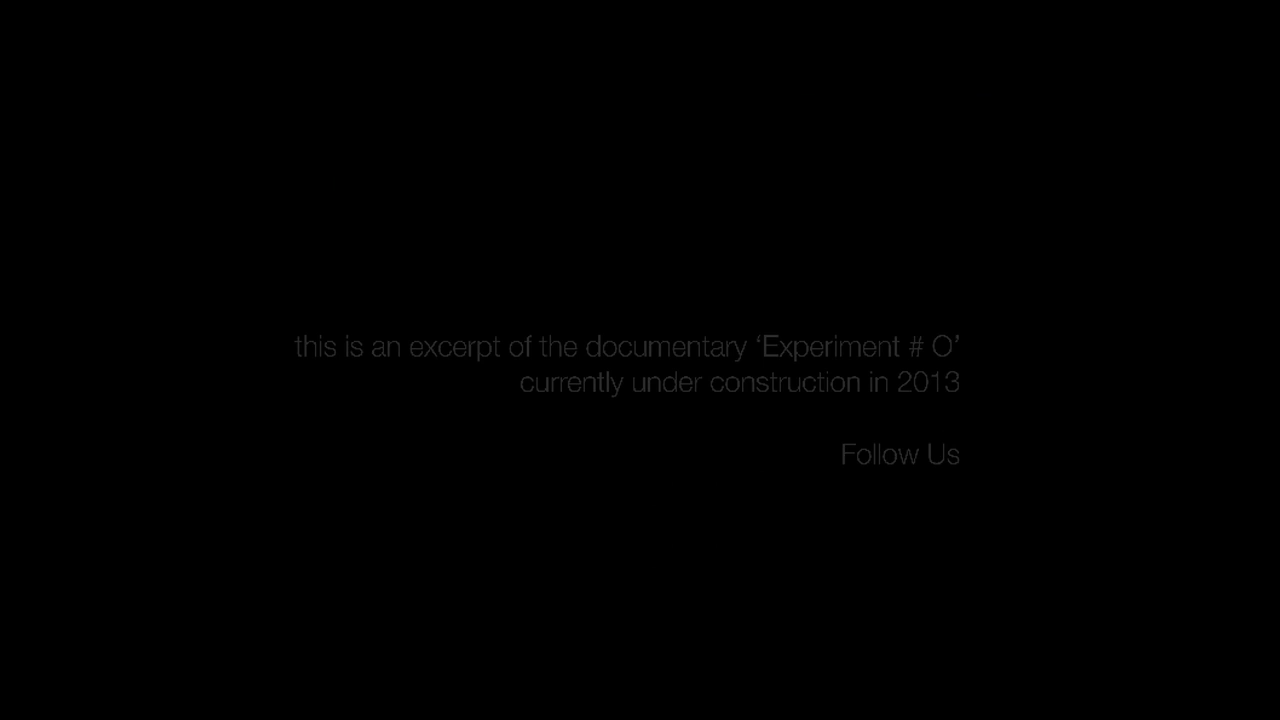 this is an excerpt of the documentary ‘Experiment # O’
currently under construction in 2013
Follow Us